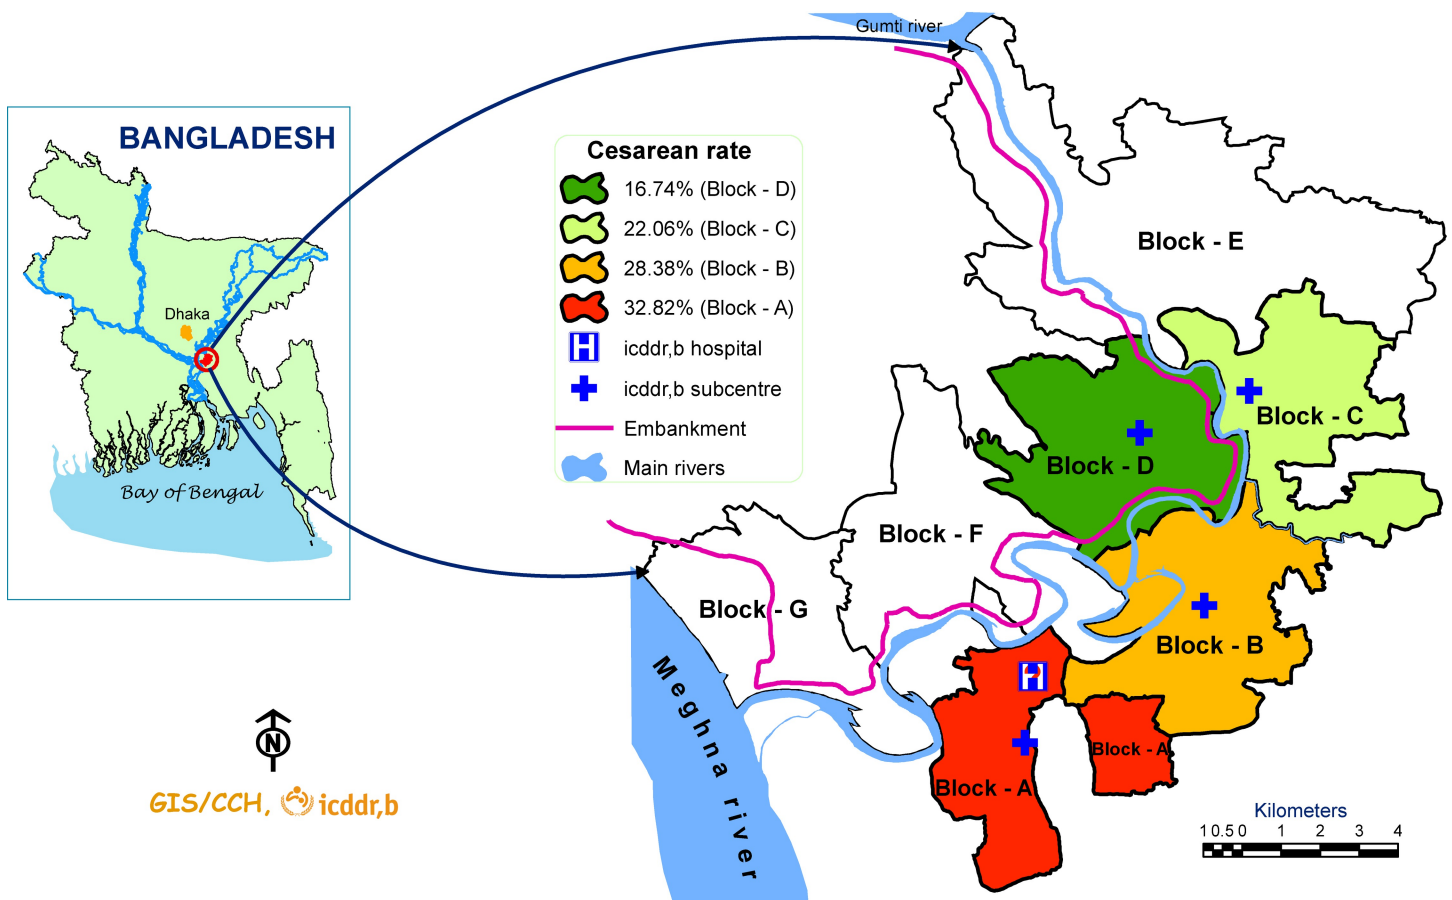 Gumti river
BANGLADESH
Dhaka
Bay of Bengal
Cesarean rate
16.74% (Block - D)
22.06% (Block - C)
28.38% (Block - B)
32.82% (Block - A)
H
icddr,b hospital
icddr,b subcentre
Embankment
Main rivers
Block - E
Block - C
Block - D
Block - F
Block - G
Block - B
H
Meghna river
Block - A
Block - A
N
GIS/CCH, icddr,b
Kilometers
1 0.5 0 1 2 3 4